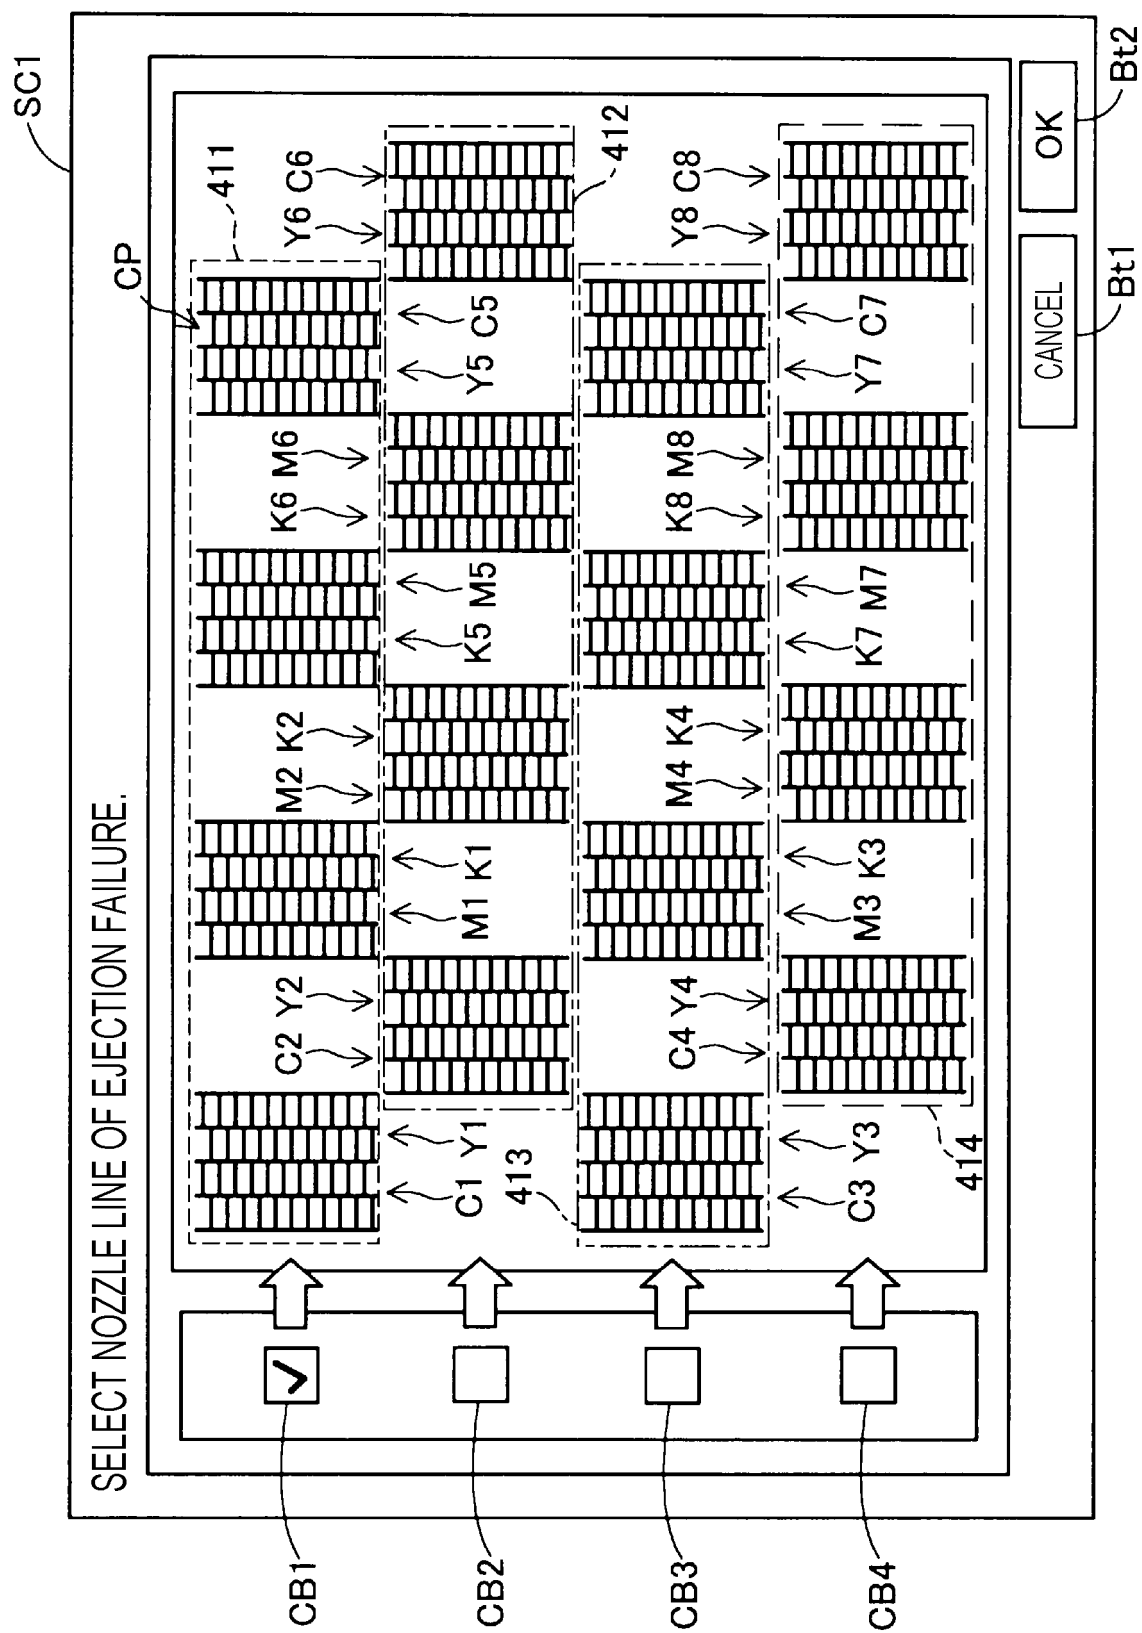 SC1
SELECT NOZZLE LINE OF EJECTION FAILURE.
CP
411
C2 Y2 M2 K2 K6 M6 Y6 C6
CB1
C1 Y1 M1 K1 K5 M5 Y5 C5
412
CB2
413
C4 Y4 M4 K4 K8 M8 Y8 C8
CB3
C3 Y3 M3 K3 K7 M7 Y7 C7
CB4
414
CANCEL OK
Bt1 Bt2